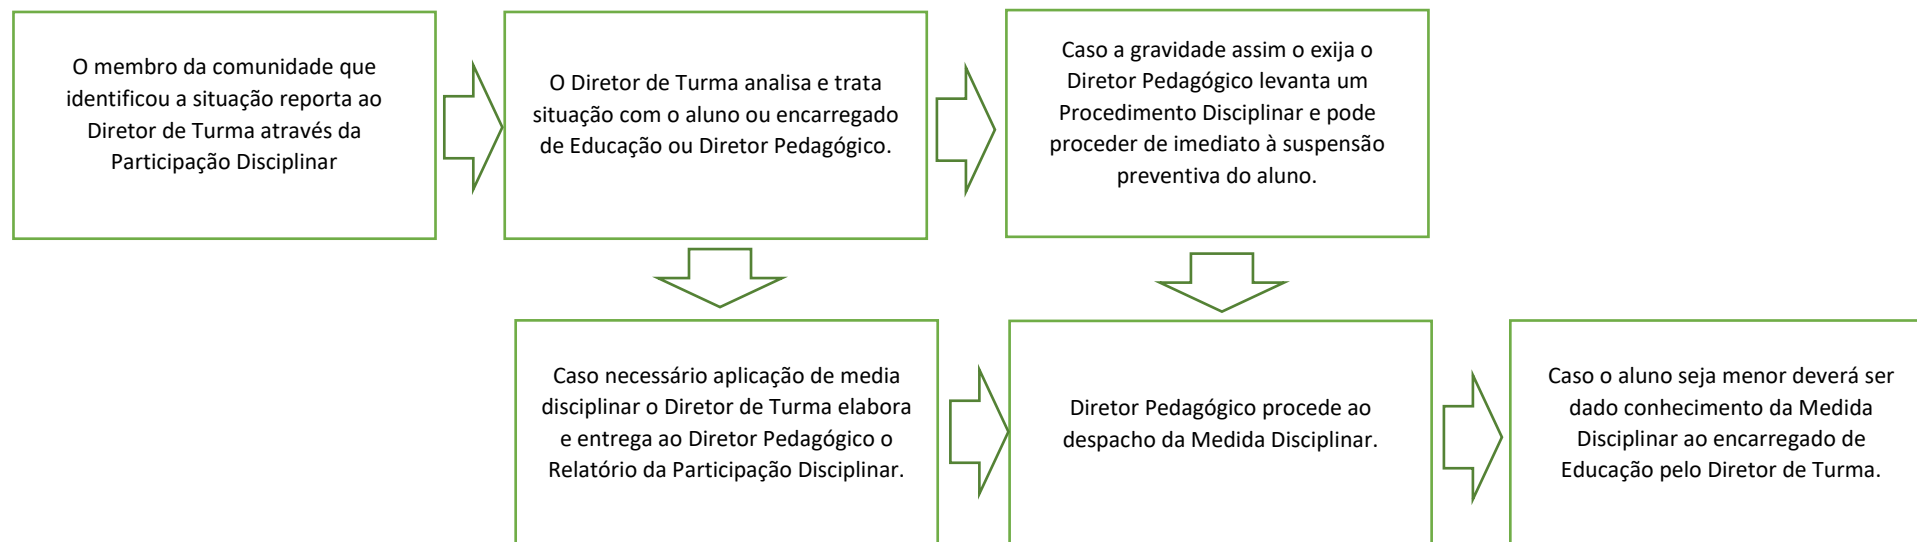 O membro da comunidade que
identificou a situação reporta ao
Diretor de Turma através da
Participação Disciplinar
O Diretor de Turma analisa e trata
situação com o aluno ou encarregado
de Educação ou Diretor Pedagógico.
Caso a gravidade assim o exija o
Diretor Pedagógico levanta um
Procedimento Disciplinar e pode
proceder de imediato à suspensão
preventiva do aluno.
Caso necessário aplicação de media
disciplinar o Diretor de Turma elabora
e entrega ao Diretor Pedagógico o
Relatório da Participação Disciplinar.
Diretor Pedagógico procede ao
despacho da Medida Disciplinar.
Caso o aluno seja menor deverá ser
dado conhecimento da Medida
Disciplinar ao encarregado de
Educação pelo Diretor de Turma.